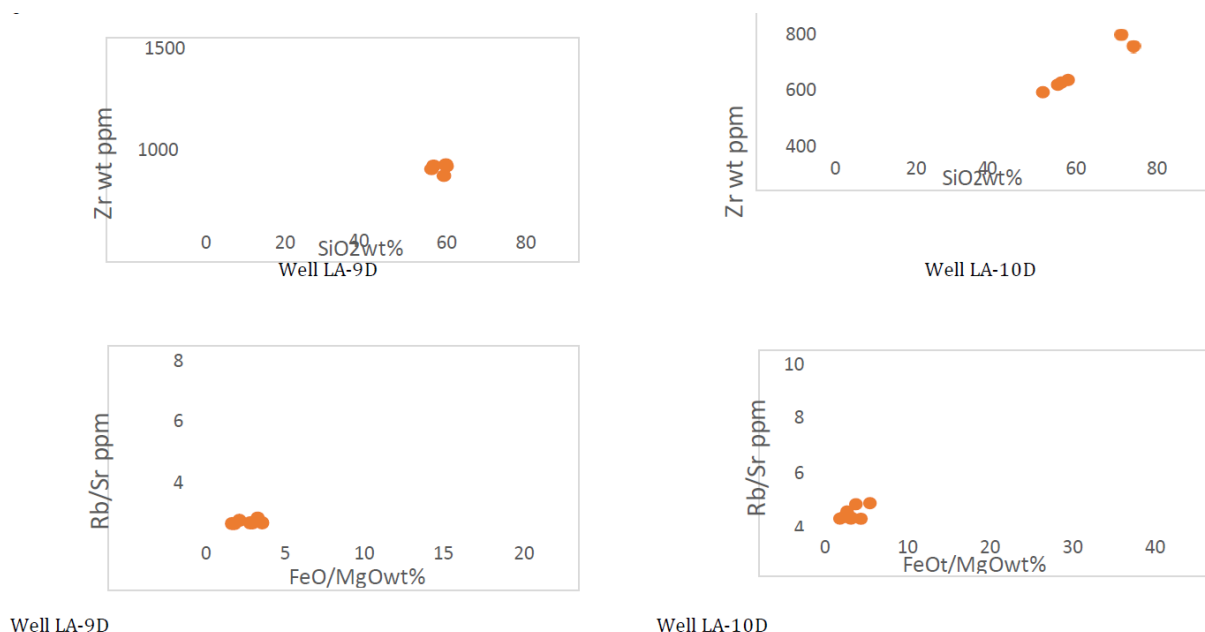 1500
1000
Zr wt ppm
0 20 40 60 80
SiO2wt%
Well LA-9D
800
600
400
Zr wt ppm
0 20 40 60 80
SiO2wt%
Well LA-10D
8
6
4
Rb/Sr ppm
0 5 10 15 20
FeO/MgOwt%
Well LA-9D
10
8
6
4
Rb/Sr ppm
0 10 20 30 40
FeOt/MgOwt%
Well LA-10D